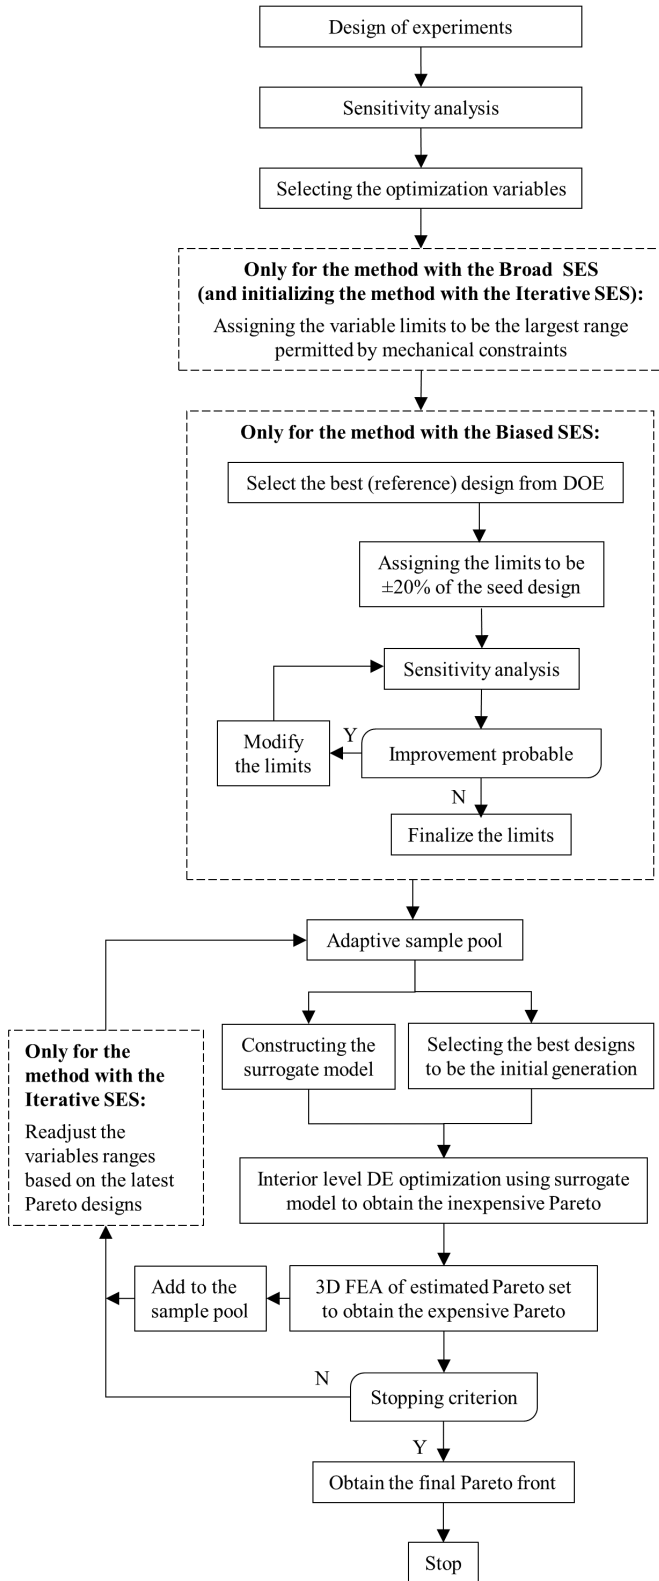 Design of experiments
Sensitivity analysis
Selecting the optimization variables
Only for the method with the Broad SES
(and initializing the method with the Iterative SES):
Assigning the variable limits to be the largest range
permitted by mechanical constraints
Only for the method with the Biased SES:
Select the best (reference) design from DOE
Assigning the limits to be
±20% of the seed design
Sensitivity analysis
Modify
the limits
Y
Improvement probable
N
Finalize the limits
Adaptive sample pool
Only for the
method with the
Iterative SES:
Readjust the
variables ranges
based on the latest
Pareto designs
Constructing the
surrogate model
Selecting the best designs
to be the initial generation
Interior level DE optimization using surrogate
model to obtain the inexpensive Pareto
Add to the
sample pool
3D FEA of estimated Pareto set
to obtain the expensive Pareto
N
Stopping criterion
Y
Obtain the final Pareto front
Stop